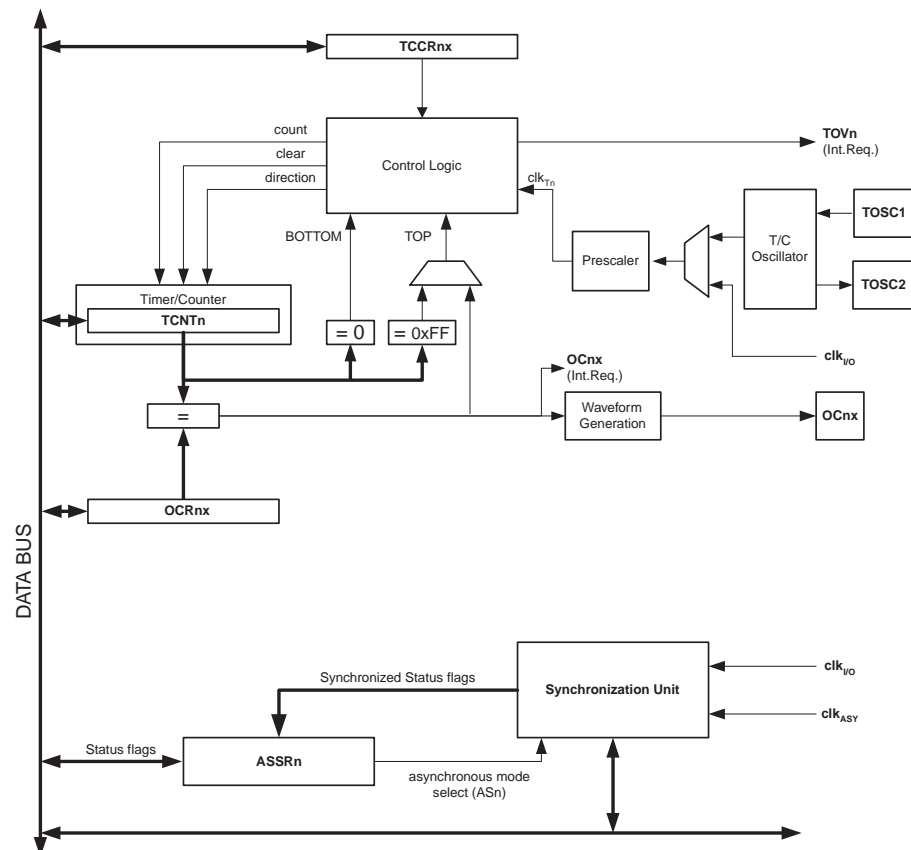 TCCRnx
count
clear
direction
Control Logic
TOVn
(Int.Req.)
clkTn
BOTTOM
TOP
Prescaler
T/C
Oscillator
TOSC1
TOSC2
Timer/Counter
TCNTn
= 0
= 0xFF
clkI/O
OCnx
(Int.Req.)
=
Waveform
Generation
OCnx
OCRnx
DATA BUS
Synchronized Status flags
Synchronization Unit
clkI/O
clkASY
Status flags
ASSRn
asynchronous mode
select (ASn)